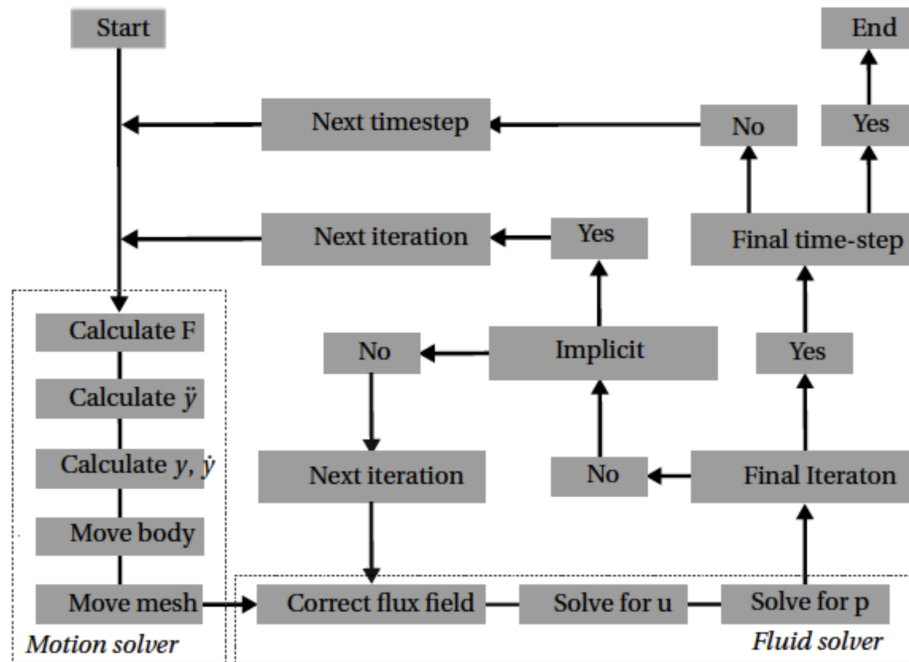 Start
End
Next timestep
No
Yes
Next iteration
Yes
Final time-step
Calculate F
No
Implicit
Yes
Calculate ÿ
Calculate y, ẏ
Next iteration
No
Final Iteraton
Move body
Move mesh
Correct flux field
Solve for u
Solve for p
Motion solver
Fluid solver